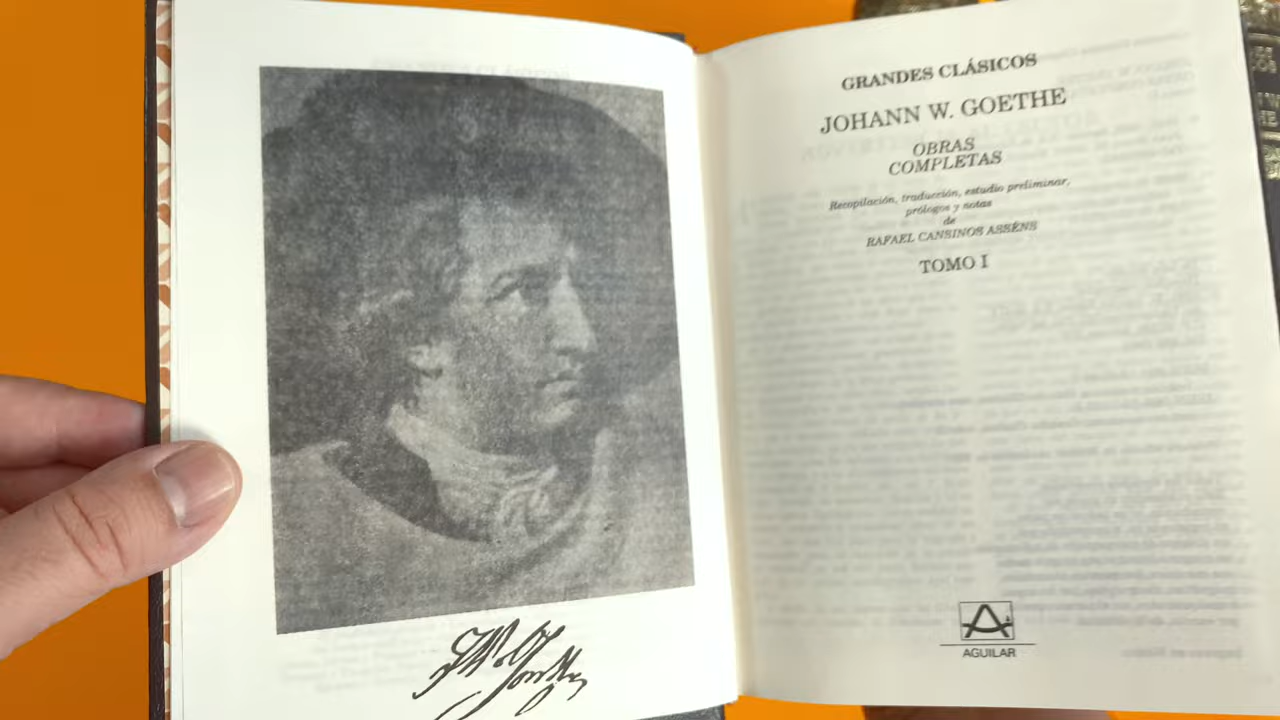 GRANDES CLÁSICOS
JOHANN W. GOETHE
OBRAS
COMPLETAS
Recopilación, traducción, estudio preliminar,
prólogos y notas
de
RAFAEL CANSINOS ASSÉNS
TOMO I
AGUILAR